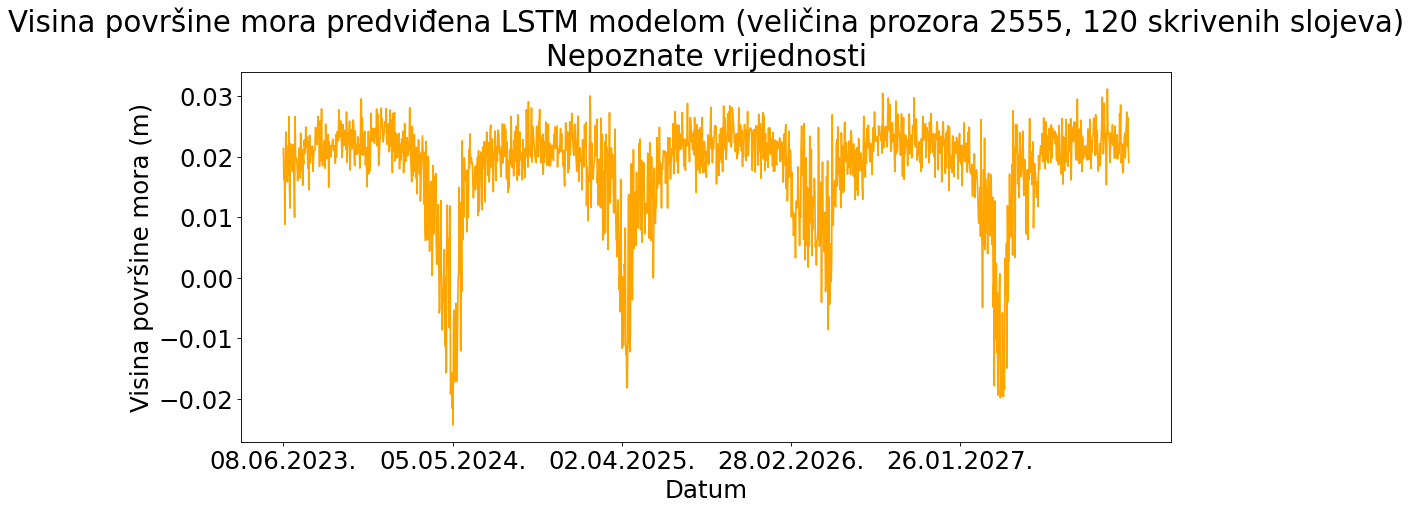 Visina površine mora predviđena LSTM modelom (veličina prozora 2555, 120 skrivenih slojeva)
Nepoznate vrijednosti
Visina površine mora (m)
0.03
0.02
0.01
0.00
−0.01
−0.02
08.06.2023. 05.05.2024. 02.04.2025. 28.02.2026. 26.01.2027.
Datum